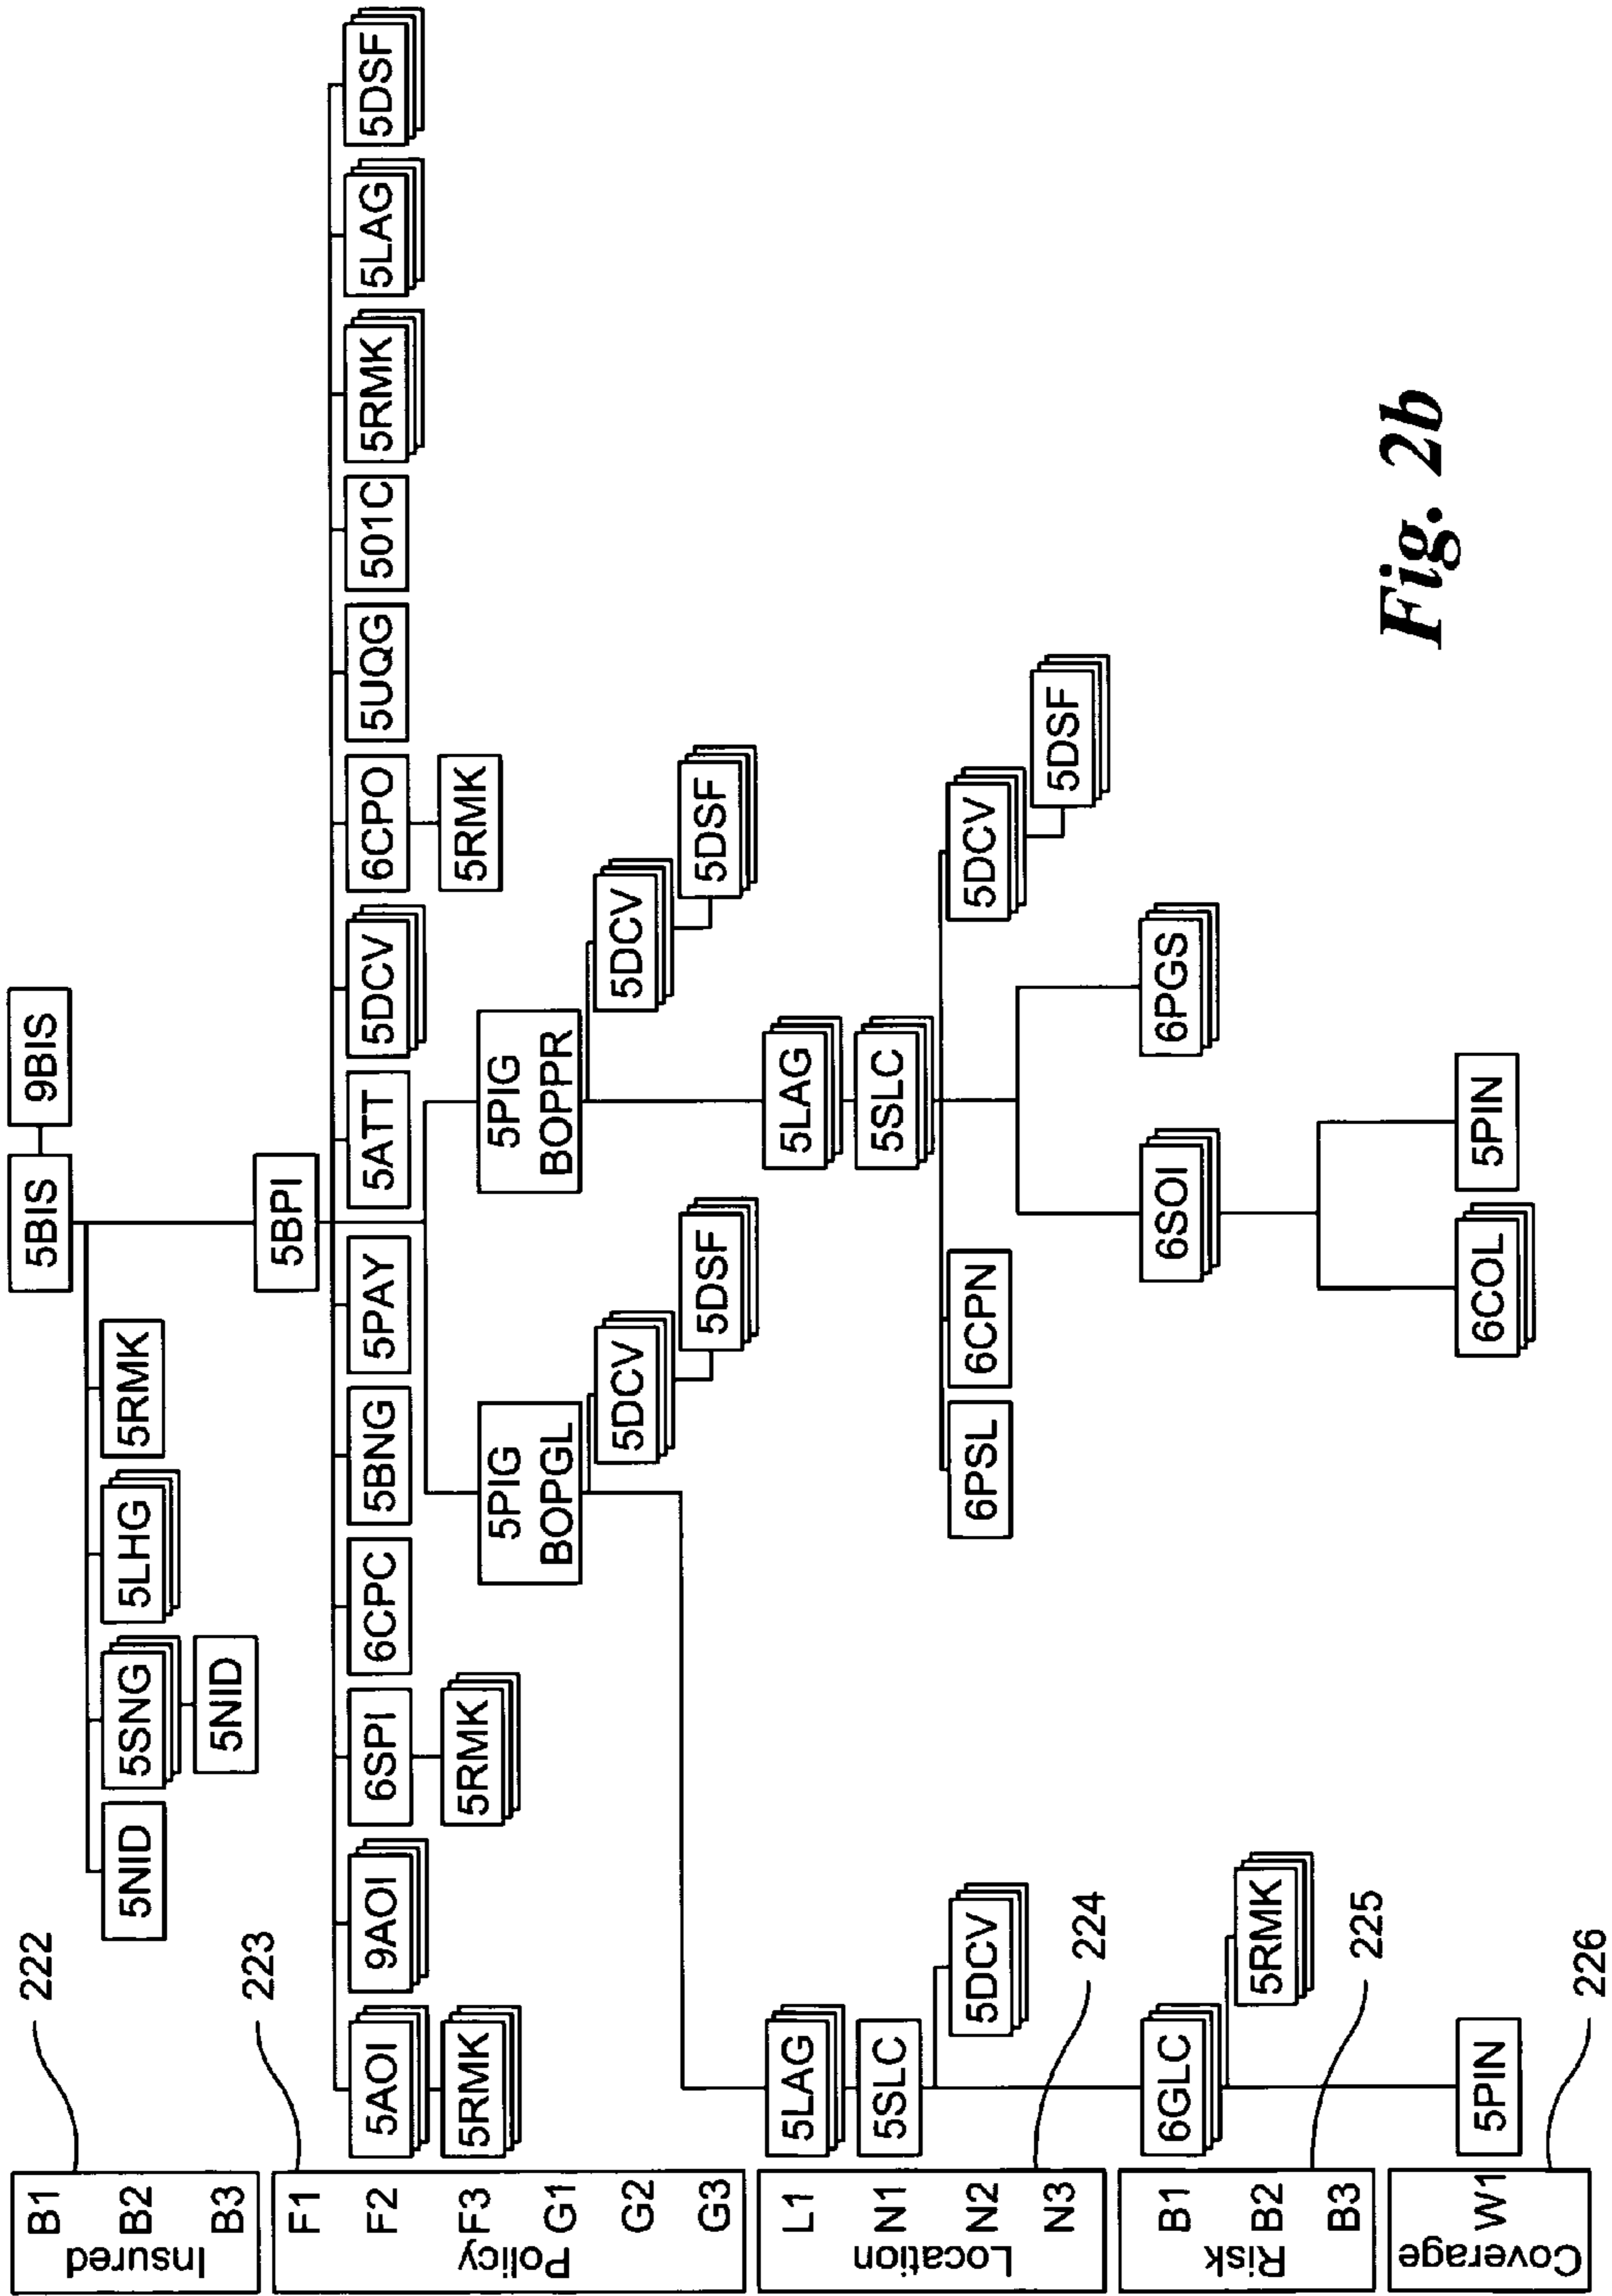 Insured
B1
B2
B3
222
5BIS
9BIS
5NID
5SNG
5LHG
5RMK
5NID
Policy
F1
F2
F3
G1
G2
G3
223
5BPI
5AOI
9AOI
6SPI
6CPC
5BNG
5PAY
5ATT
5DCV
6CPO
5UQG
501C
5RMK
5LAG
5DSF
5RMK
5RMK
5RMK
5PIG
BOPGL
5PIG
BOPPR
5DCV
5DCV
5DSF
5DSF
Location
L1
N1
N2
N3
224
5LAG
5LAG
5SLC
5SLC
5DCV
6PSL
6CPN
5DCV
5DSF
Risk
B1
B2
B3
225
6GLC
6SOI
6PGS
5RMK
Coverage
W1
226
5PIN
6COL
5PIN
Fig. 2b